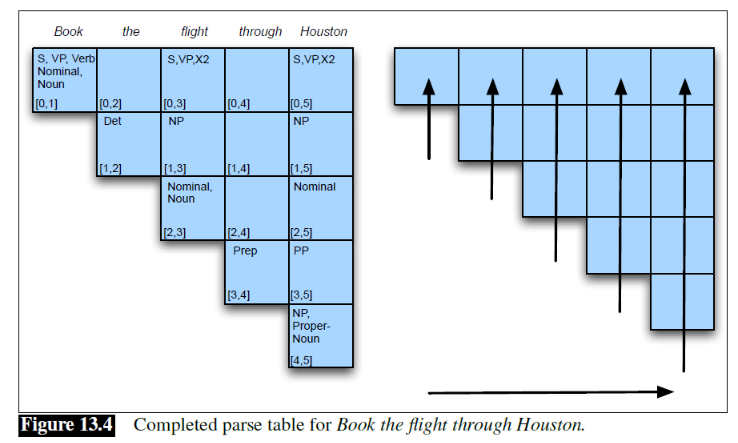 Book the flight through Houston
S, VP, Verb
Nominal,
Noun
[0,1]
[0,2]
S,VP,X2
[0,3]
[0,4]
S,VP,X2
[0,5]
Det
[1,2]
NP
[1,3]
[1,4]
NP
[1,5]
Nominal,
Noun
[2,3]
[2,4]
Nominal
[2,5]
Prep
[3,4]
PP
[3,5]
NP,
Proper-
Noun
[4,5]
Figure 13.4 Completed parse table for Book the flight through Houston.